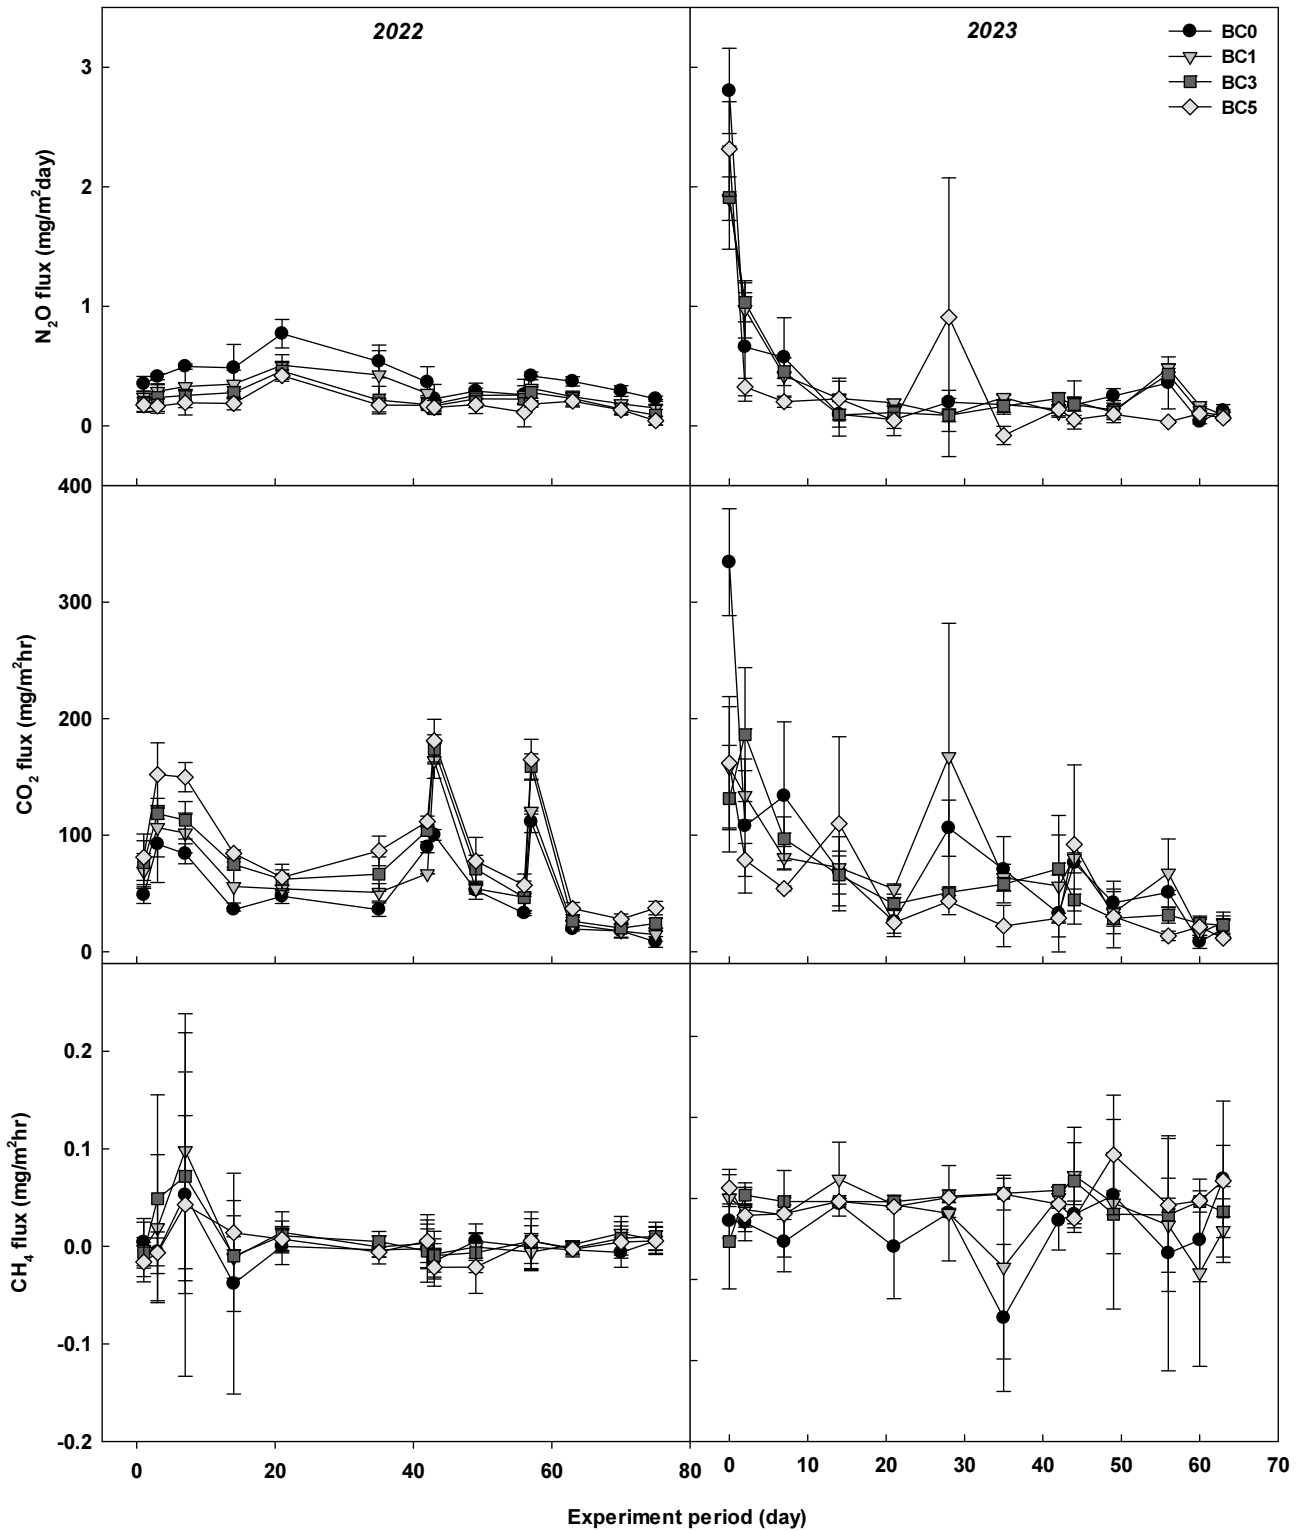 2022
2023
BC0
BC1
BC3
BC5
N₂O flux (mg/m²day)
3
2
1
0
CO₂ flux (mg/m²hr)
400
300
200
100
0
CH₄ flux (mg/m²hr)
0.2
0.1
0.0
-0.1
-0.2
0 20 40 60 80
0 10 20 30 40 50 60 70
Experiment period (day)